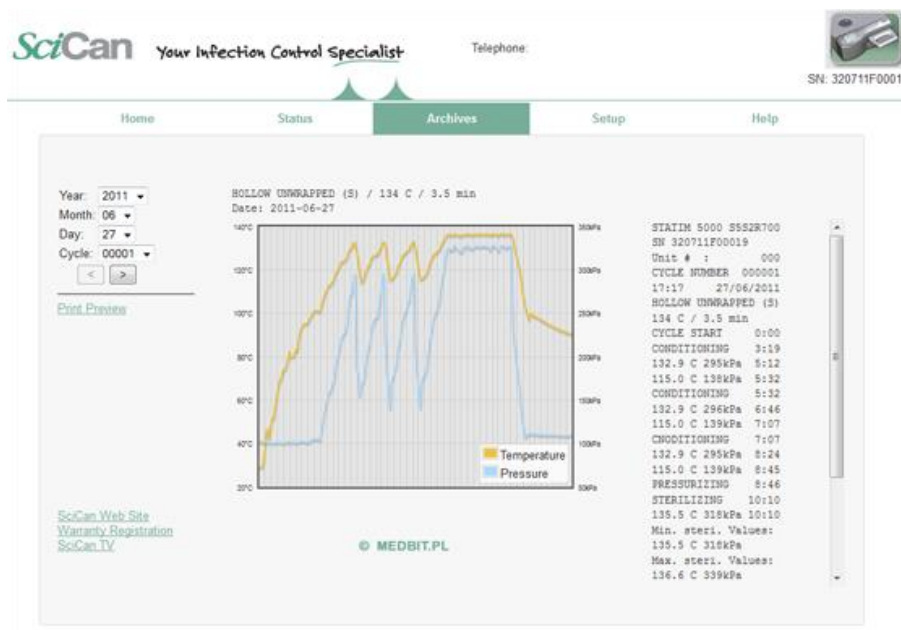 SciCan Your Infection Control Specialist
Telephone:
SN: 320711F0001
Home Status Archives Setup Help
Year: 2011
Month: 06
Day: 27
Cycle: 00001
< >
Print Preview
SciCan Web Site
Warranty Registration
SciCan TV
HOLLOW UNWRAPPED (S) / 134 C / 3.5 min
Date: 2011-06-27
140°C 350kPa
120°C 300kPa
100°C 250kPa
80°C 200kPa
60°C 150kPa
40°C 100kPa
20°C 50kPa
Temperature
Pressure
© MEDBIT.PL
STATIM 5000 S5S2R700
SN 320711F00019
Unit # : 000
CYCLE NUMBER 000001
17:17 27/06/2011
HOLLOW UNWRAPPED (S)
134 C / 3.5 min
CYCLE START 0:00
CONDITIONING 3:19
132.9 C 295kPa 5:12
115.0 C 138kPa 5:32
CONDITIONING 5:32
132.9 C 296kPa 6:46
115.0 C 139kPa 7:07
CNODITIONING 7:07
132.9 C 295kPa 8:24
115.0 C 139kPa 8:45
PRESSURIZING 8:46
STERILIZING 10:10
135.5 C 318kPa 10:10
Min. steri. Values:
135.5 C 318kPa
Max. steri. Values:
136.6 C 339kPa